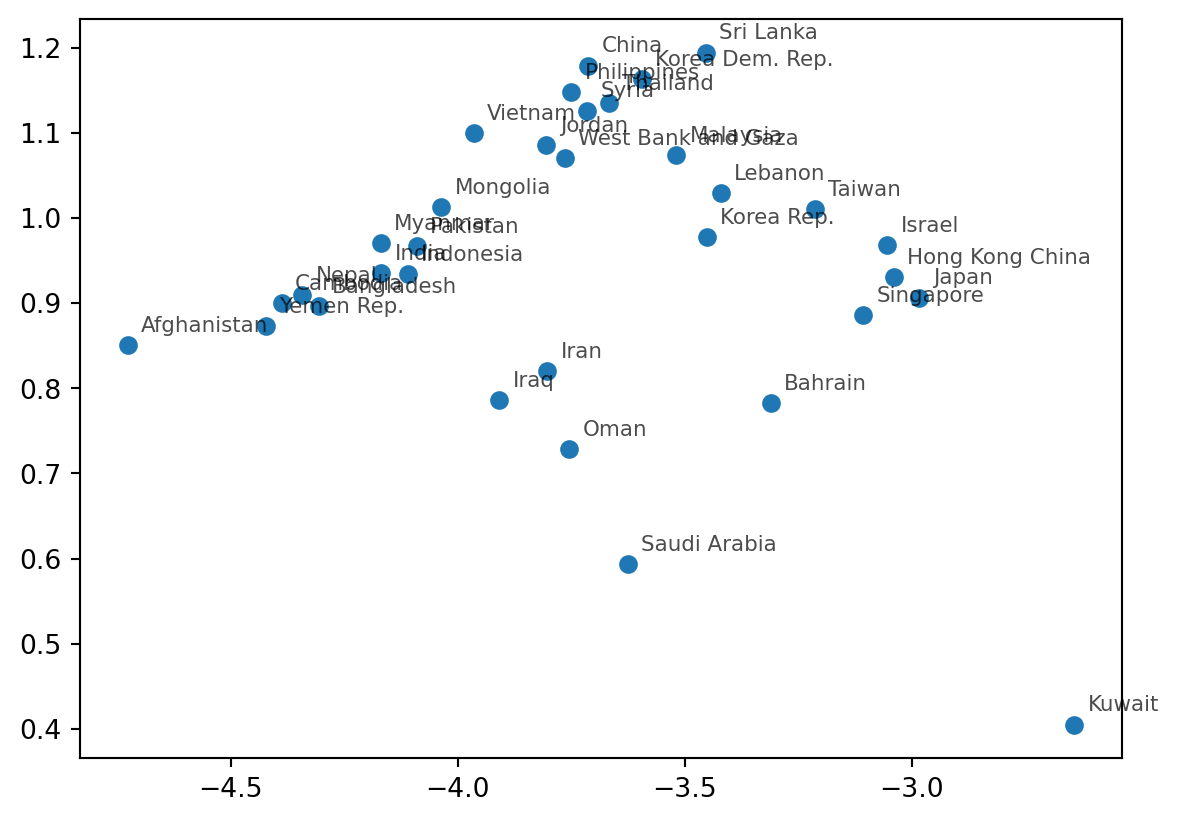 1.2
1.1
1.0
0.9
0.8
0.7
0.6
0.5
0.4
Sri Lanka
China
Korea Dem. Rep.
Philippines
Thailand
Syria
Vietnam
Jordan
West Bank and Gaza
Malaysia
Lebanon
Mongolia
Taiwan
Korea Rep.
Myanmar
Pakistan
Israel
India
Indonesia
Hong Kong China
Nepal
Japan
Cambodia
Bangladesh
Singapore
Yemen Rep.
Afghanistan
Iran
Iraq
Bahrain
Oman
Saudi Arabia
Kuwait
−4.5
−4.0
−3.5
−3.0